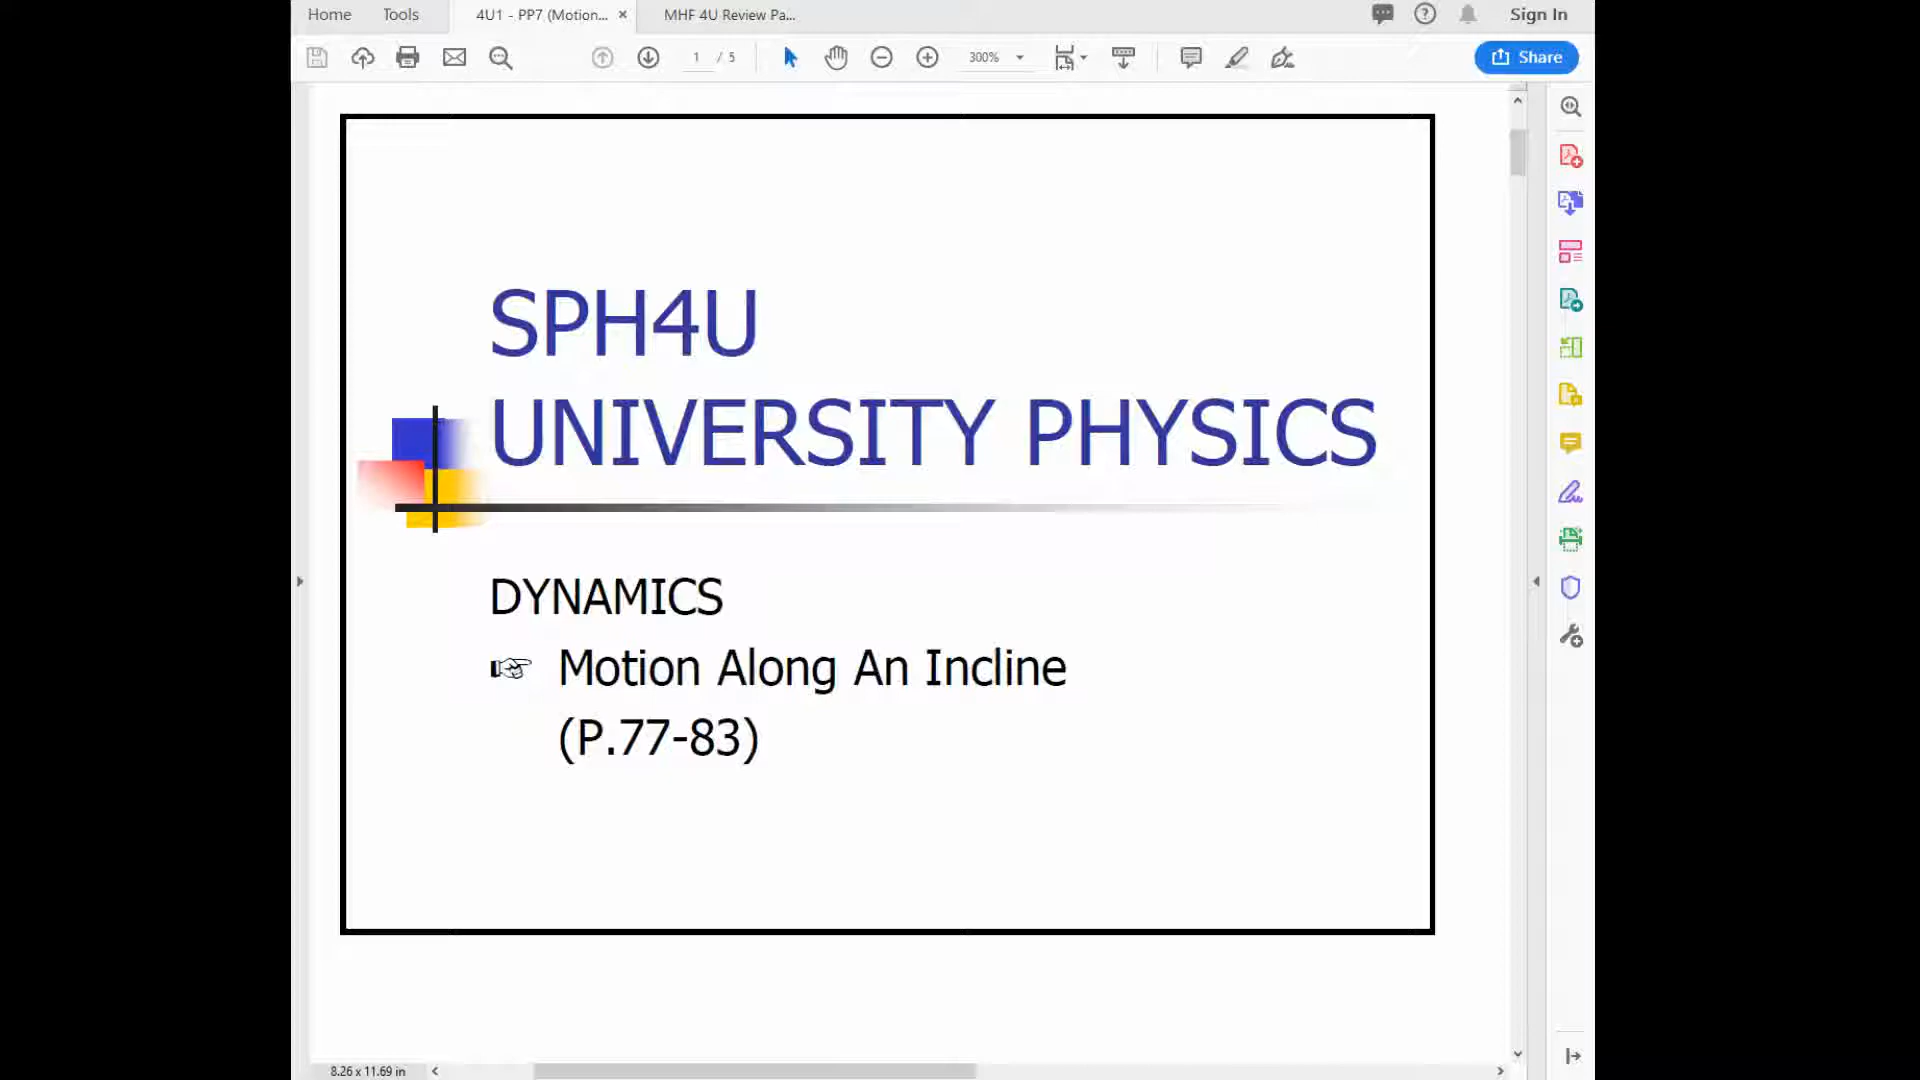 Home Tools 4U1 - PP7 (Motion... × MHF 4U Review Pa... Sign In
1 / 5 300% Share
SPH4U
UNIVERSITY PHYSICS
DYNAMICS
Motion Along An Incline
(P.77-83)
8.26 x 11.69 in